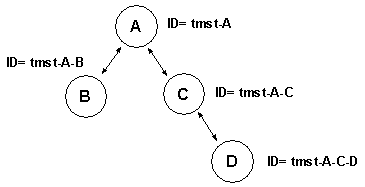 A ID= tmst-A
ID= tmst-A-B
B
C ID= tmst-A-C
D ID= tmst-A-C-D